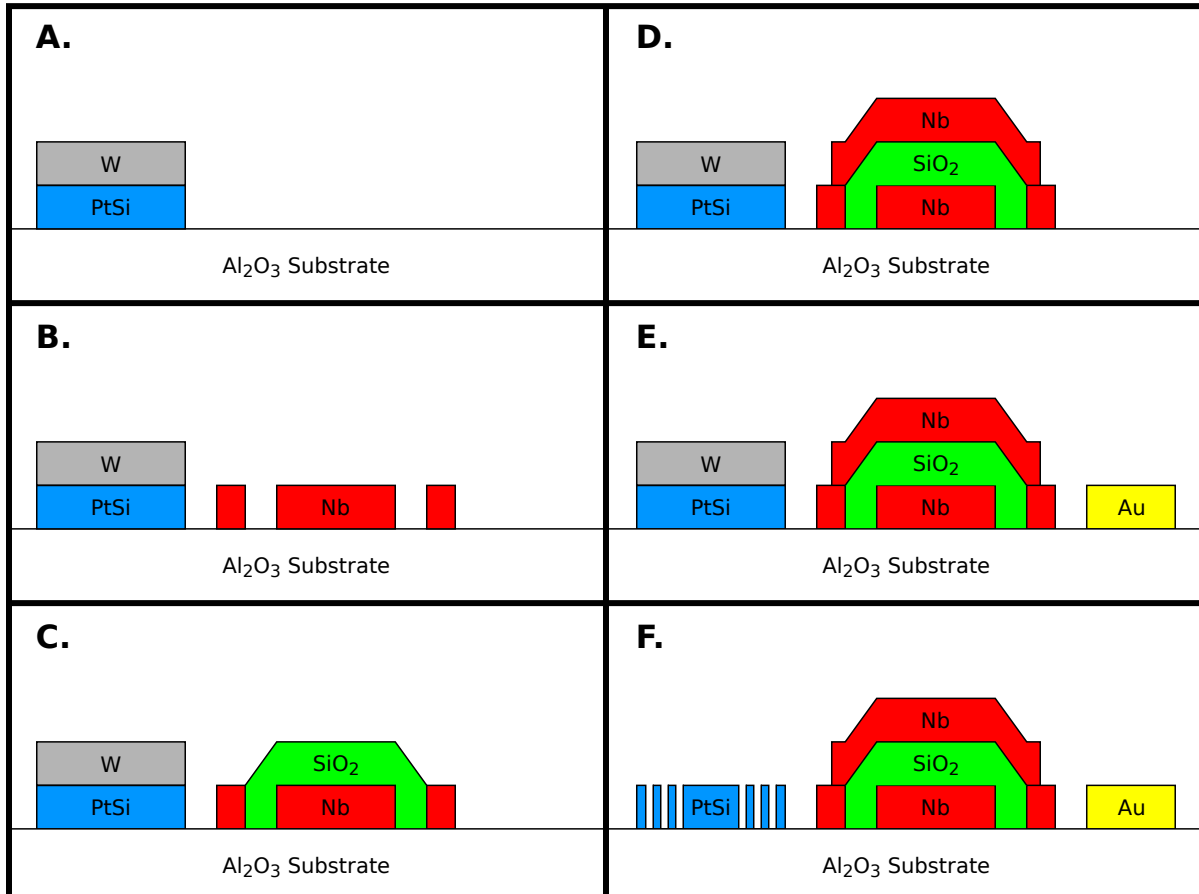 A.
W
PtSi
Al₂O₃ Substrate
B.
W
PtSi
Nb
Al₂O₃ Substrate
C.
W
PtSi
SiO₂
Nb
Al₂O₃ Substrate
D.
Nb
W
SiO₂
PtSi
Nb
Al₂O₃ Substrate
E.
Nb
W
SiO₂
PtSi
Nb
Au
Al₂O₃ Substrate
F.
Nb
SiO₂
PtSi
Nb
Au
Al₂O₃ Substrate